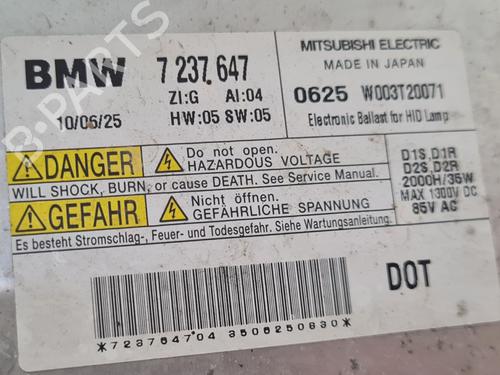 BMW 7 237.647
ZI:G AI:04
10/06/25 HW:05 SW:05
MITSUBISHI ELECTRIC
MADE IN JAPAN
0625 W003T20071
Electronic Ballast for HID Lamp
DANGER Do not open. HAZARDOUS VOLTAGE
WILL SHOCK, BURN, or cause DEATH. See Service Manual.
GEFAHR Nicht öffnen. GEFÄHRLICHE SPANNUNG
Es besteht Stromschlag-, Feuer- und Todesgefahr. Siehe Wartungsanleitung.
D1S,D1R
D2S,D2R
2000H/35W
MAX 1300V DC
85V AC
DOT
*723764704 3506250830*
B-PARTS